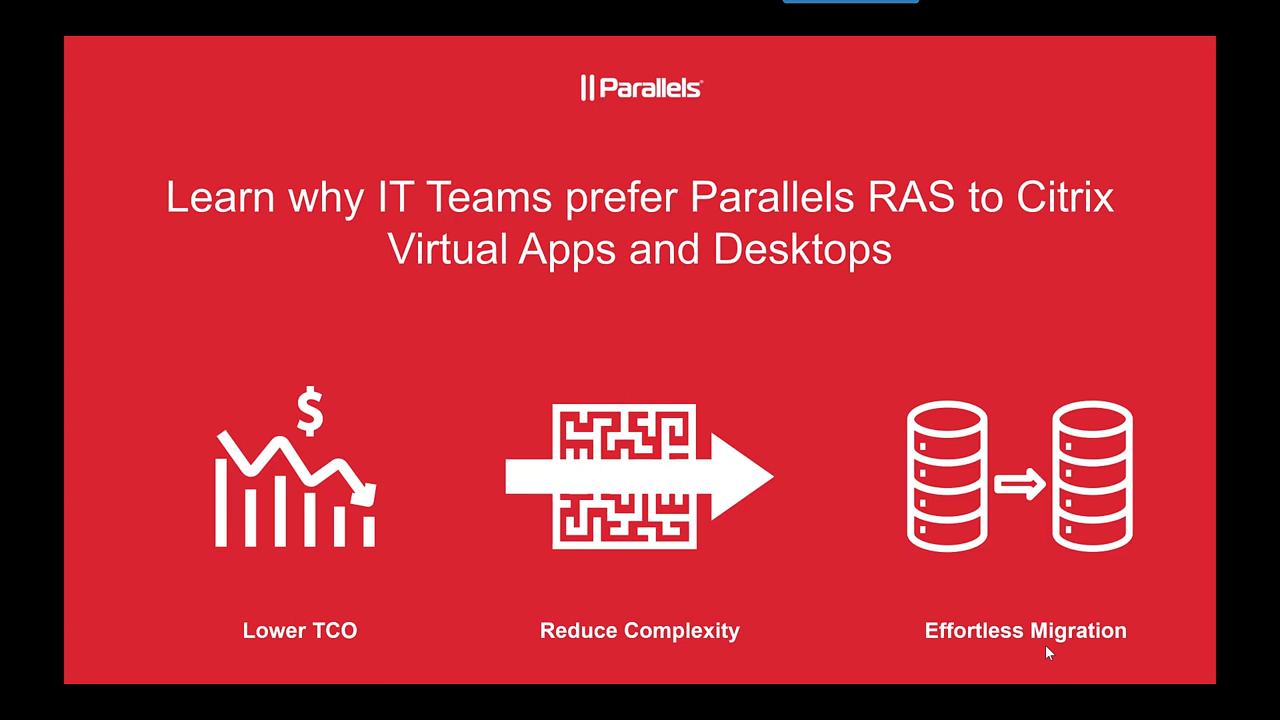 Parallels®
Learn why IT Teams prefer Parallels RAS to Citrix
Virtual Apps and Desktops
$
Lower TCO
Reduce Complexity
Effortless Migration